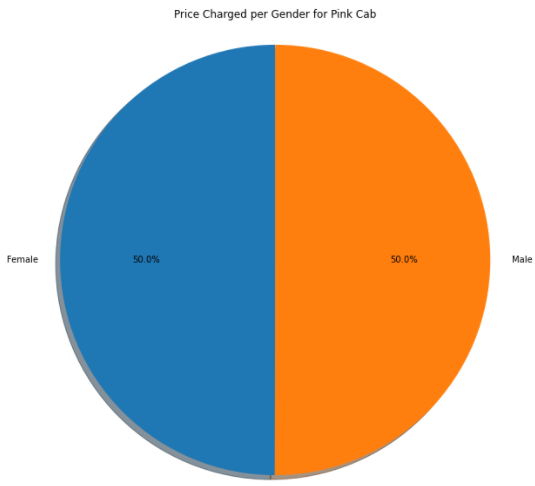 Price Charged per Gender for Pink Cab
Female
50.0%
50.0%
Male